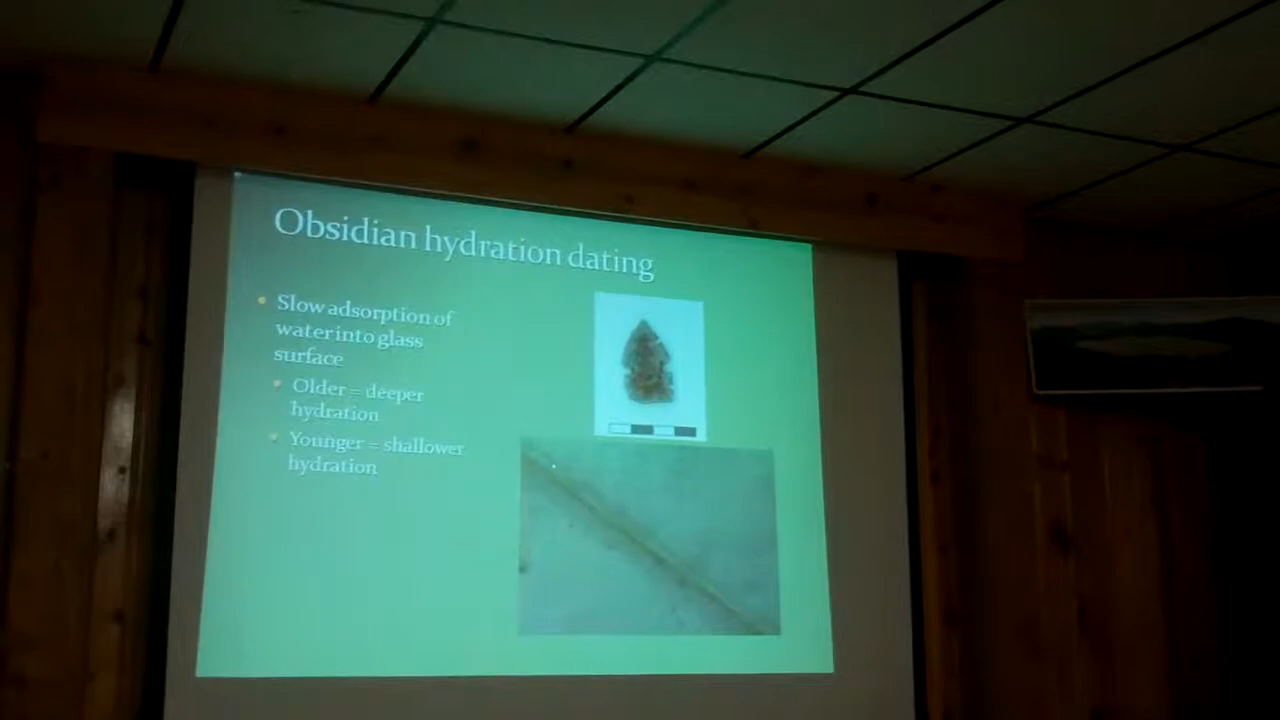 Obsidian hydration dating
Slow adsorption of
water into glass
surface
Older = deeper
hydration
Younger = shallower
hydration